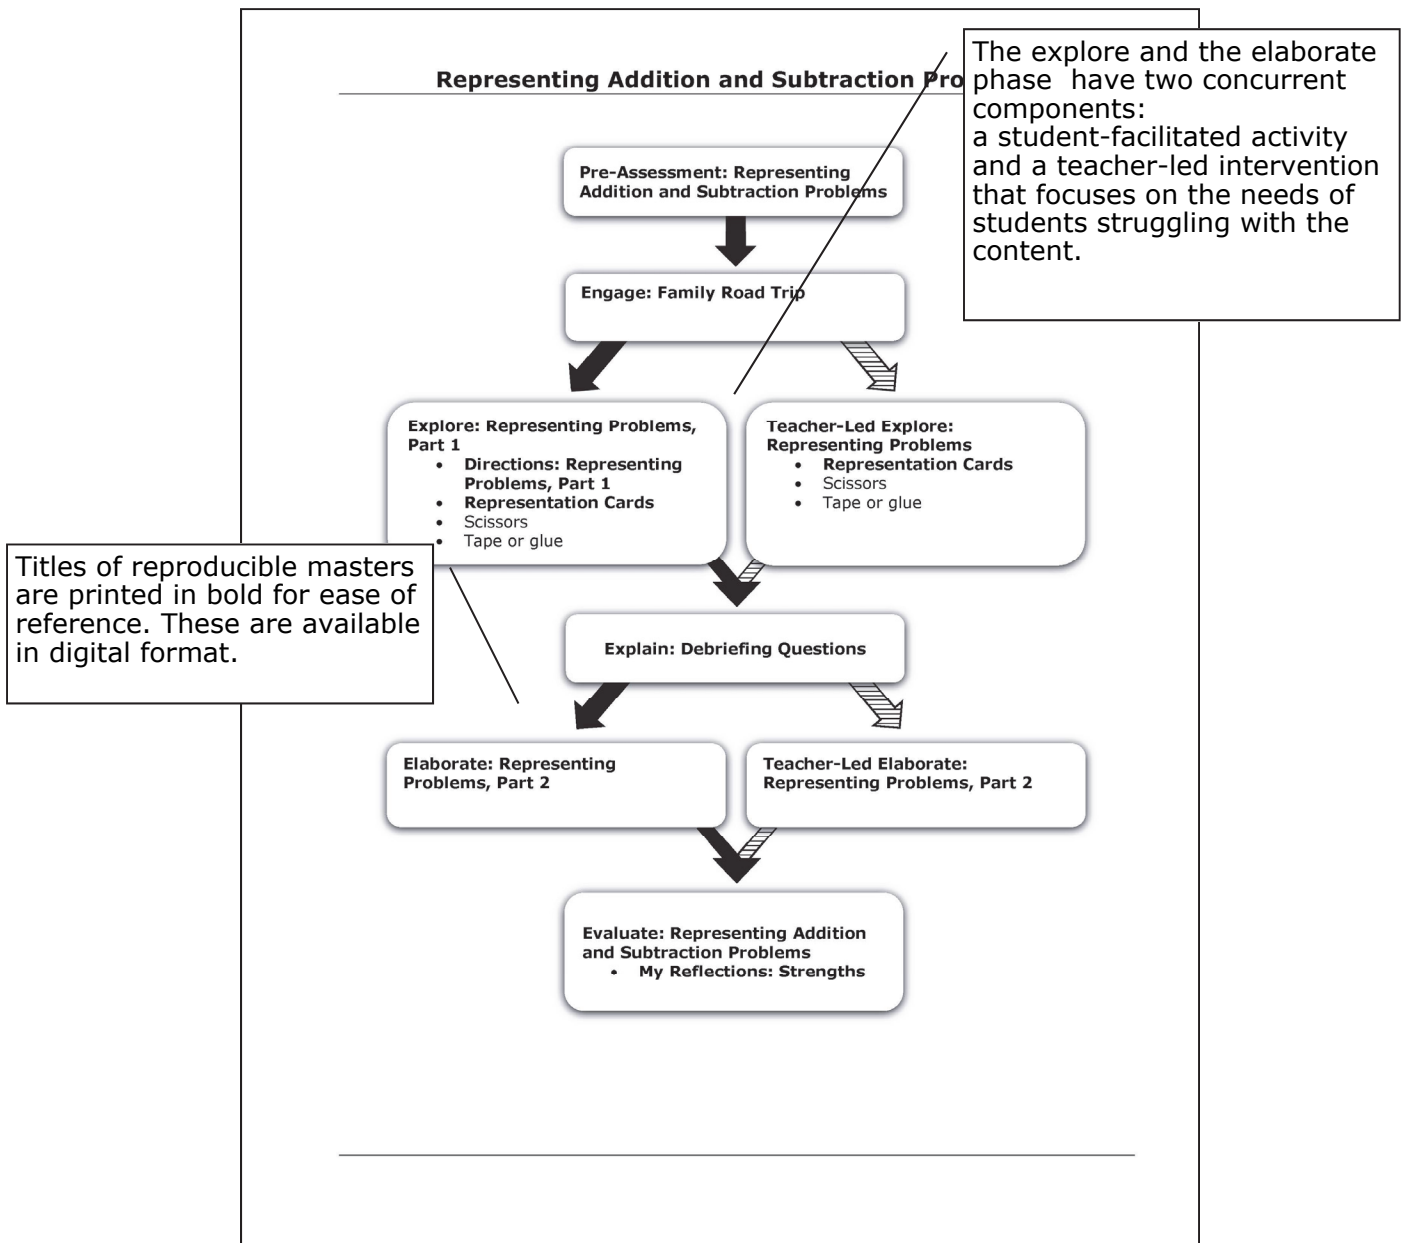 Representing Addition and Subtraction Pro
The explore and the elaborate
phase  have two concurrent
components:
a student-facilitated activity
and a teacher-led intervention
that focuses on the needs of
students struggling with the
content.
Pre-Assessment: Representing
Addition and Subtraction Problems
Engage: Family Road Trip
Explore: Representing Problems,
Part 1
• Directions: Representing
Problems, Part 1
• Representation Cards
• Scissors
• Tape or glue
Teacher-Led Explore:
Representing Problems
• Representation Cards
• Scissors
• Tape or glue
Titles of reproducible masters
are printed in bold for ease of
reference. These are available
in digital format.
Explain: Debriefing Questions
Elaborate: Representing
Problems, Part 2
Teacher-Led Elaborate:
Representing Problems, Part 2
Evaluate: Representing Addition
and Subtraction Problems
• My Reflections: Strengths